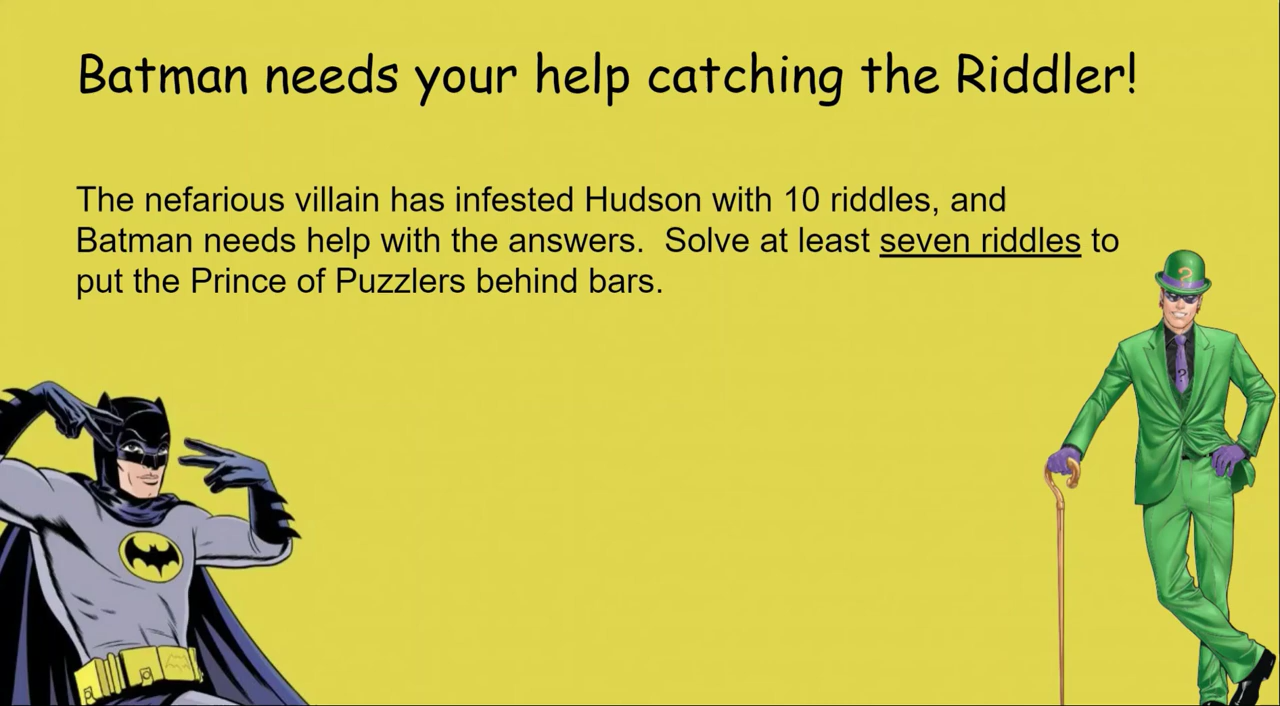 Batman needs your help catching the Riddler!
The nefarious villain has infested Hudson with 10 riddles, and
Batman needs help with the answers.  Solve at least seven riddles to
put the Prince of Puzzlers behind bars.
?
?